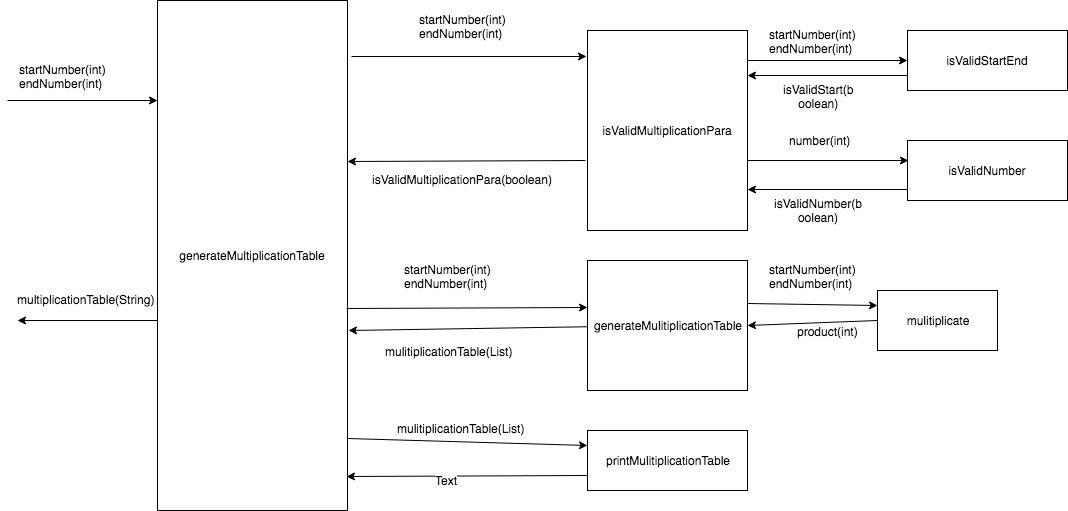 startNumber(int)
endNumber(int)
startNumber(int)
endNumber(int)
startNumber(int)
endNumber(int)
isValidStartEnd
isValidStart(b
oolean)
isValidMultiplicationPara
number(int)
isValidNumber
isValidMultiplicationPara(boolean)
isValidNumber(b
oolean)
generateMultiplicationTable
startNumber(int)
endNumber(int)
startNumber(int)
endNumber(int)
multiplicationTable(String)
generateMulitiplicationTable
mulitiplicate
product(int)
mulitiplicationTable(List)
mulitiplicationTable(List)
printMulitiplicationTable
Text